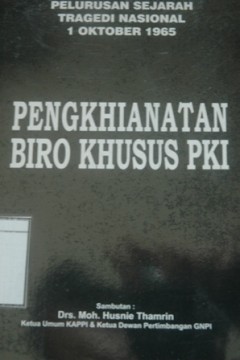 PELURUSAN SEJARAH
TRAGEDI NASIONAL
1 OKTOBER 1965
PENGKHIANATAN
BIRO KHUSUS PKI
Sambutan :
Drs. Moh. Husnie Thamrin
Ketua Umum KAPPI & Ketua Dewan Pertimbangan GNPI